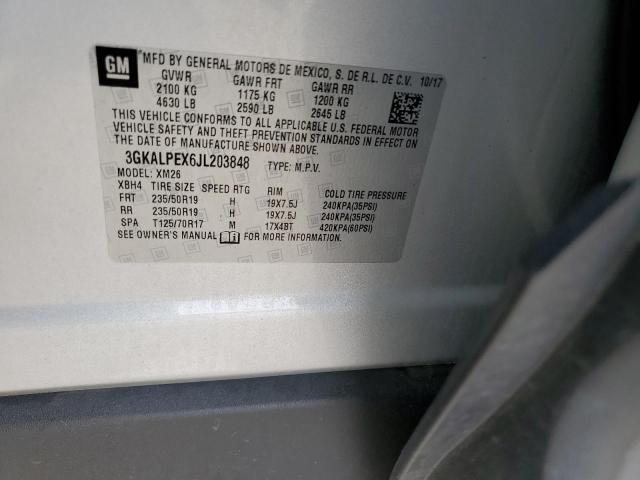 GM
MFD BY GENERAL MOTORS DE MEXICO, S. DE R.L. DE C.V. 10/17
GVWR GAWR FRT GAWR RR
2100 KG 1175 KG 1200 KG
4630 LB 2590 LB 2645 LB
THIS VEHICLE CONFORMS TO ALL APPLICABLE U.S. FEDERAL MOTOR
VEHICLE SAFETY AND THEFT PREVENTION STANDARDS IN EFFECT ON
THE DATE OF MANUFACTURE SHOWN ABOVE.
3GKALPEX6JL203848 TYPE: M.P.V.
MODEL: XM26
XBH4 TIRE SIZE SPEED RTG RIM COLD TIRE PRESSURE
FRT 235/50R19 H 19X7.5J 240KPA(35PSI)
RR 235/50R19 H 19X7.5J 240KPA(35PSI)
SPA T125/70R17 M 17X4BT 420KPA(60PSI)
SEE OWNER'S MANUAL FOR MORE INFORMATION.